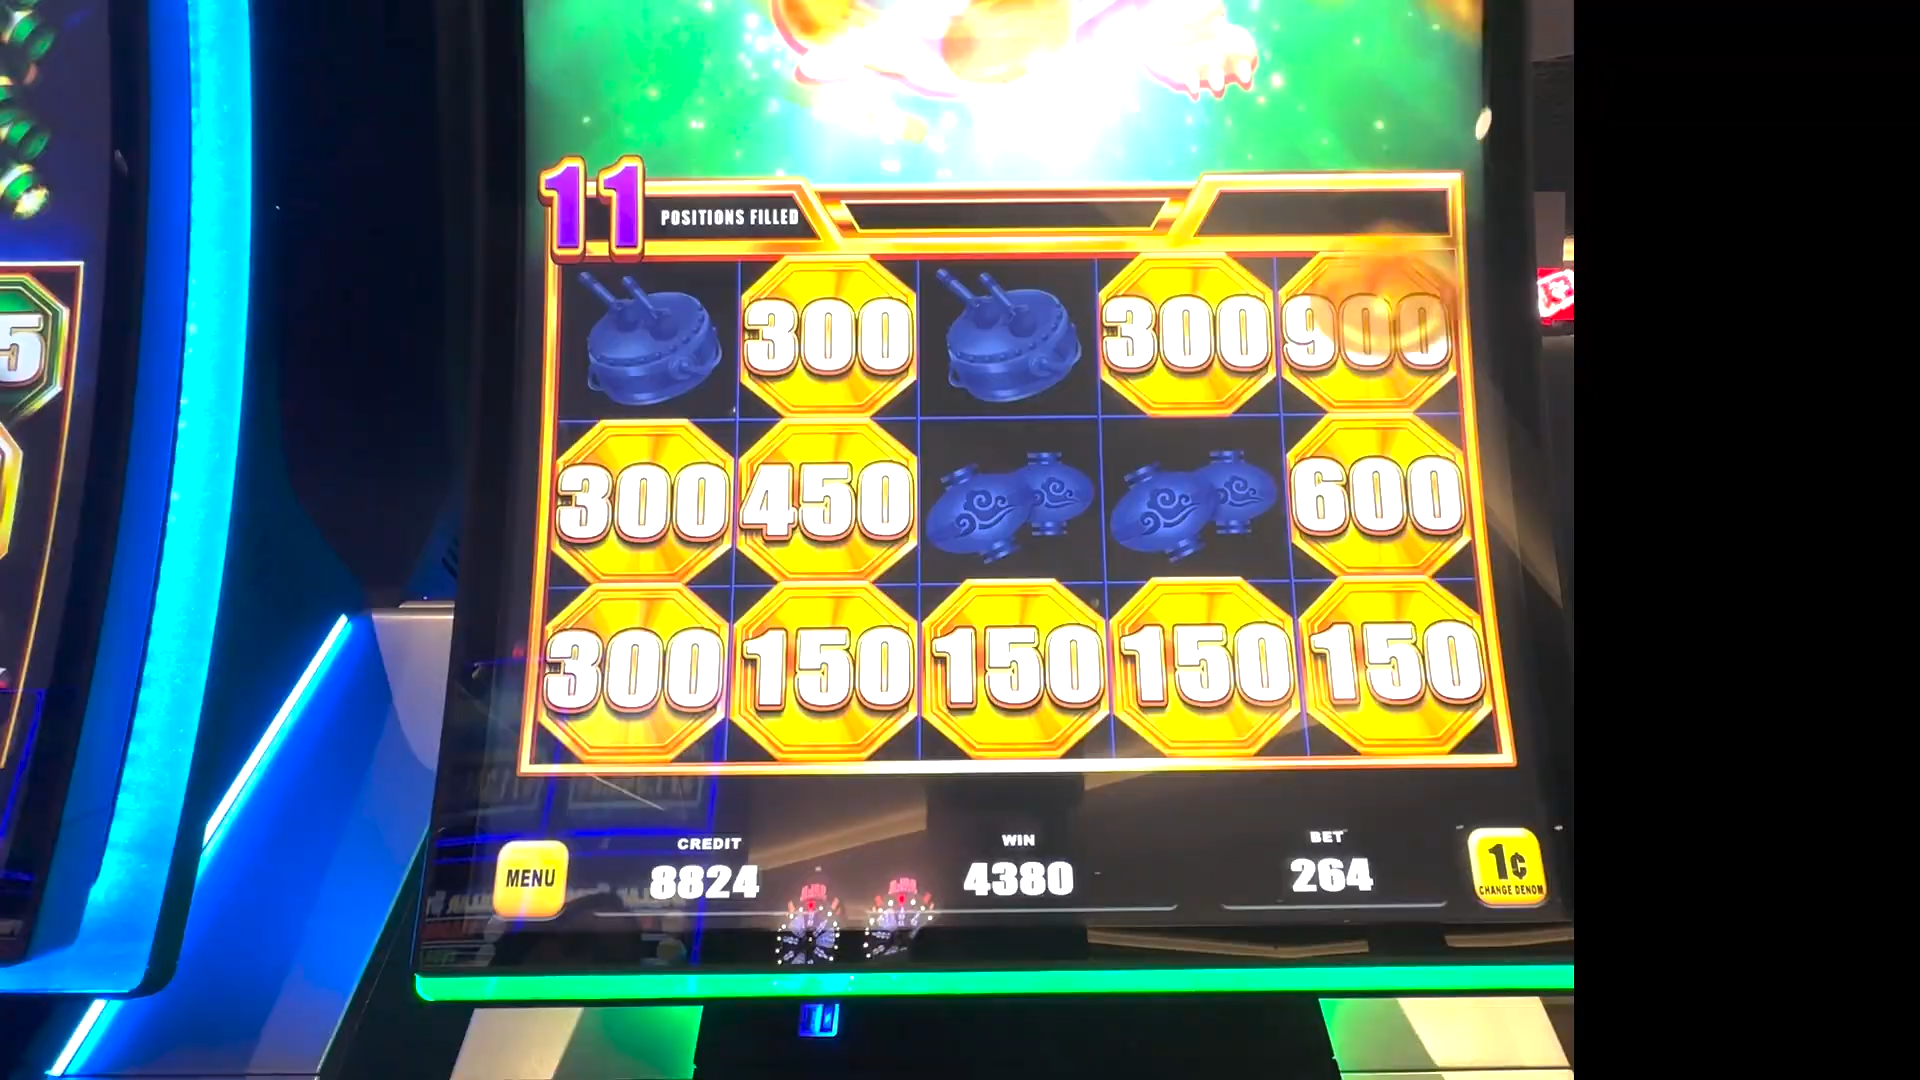 11 POSITIONS FILLED
300 300 900
300 450 600
300 150 150 150 150
5
CREDIT WIN BET
MENU 8824 4380 264 1¢
CHANGE DENOM